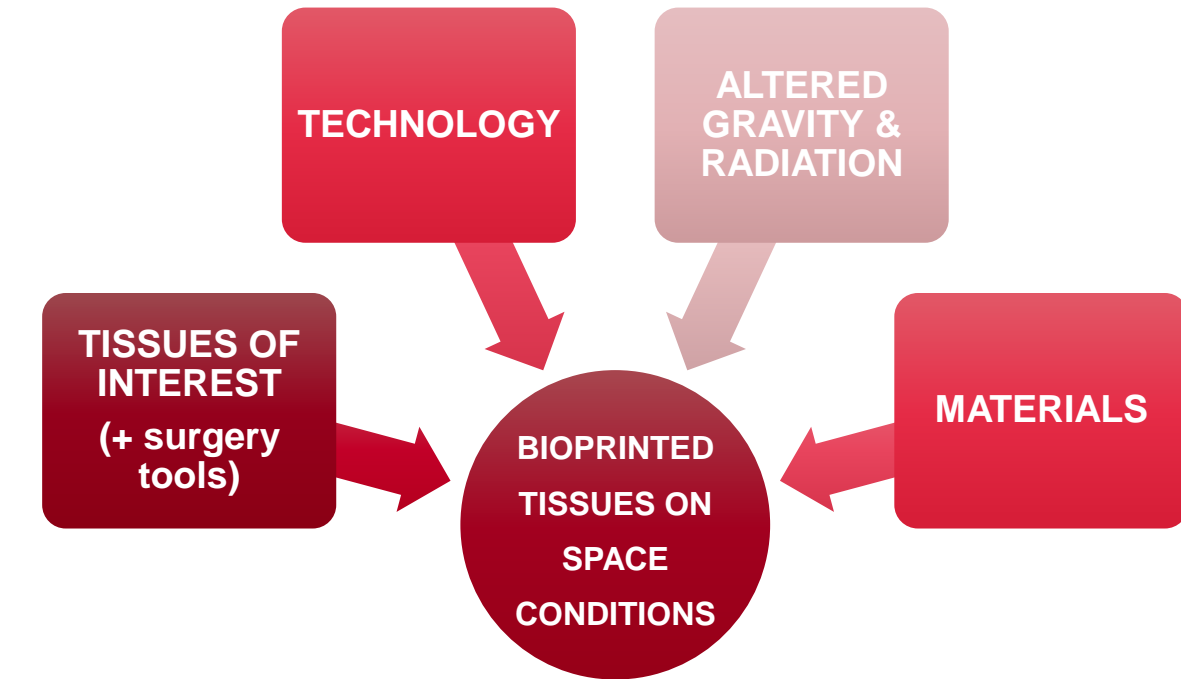 TECHNOLOGY
ALTERED
GRAVITY &
RADIATION
TISSUES OF
INTEREST
(+ surgery
tools)
MATERIALS
BIOPRINTED
TISSUES ON
SPACE
CONDITIONS